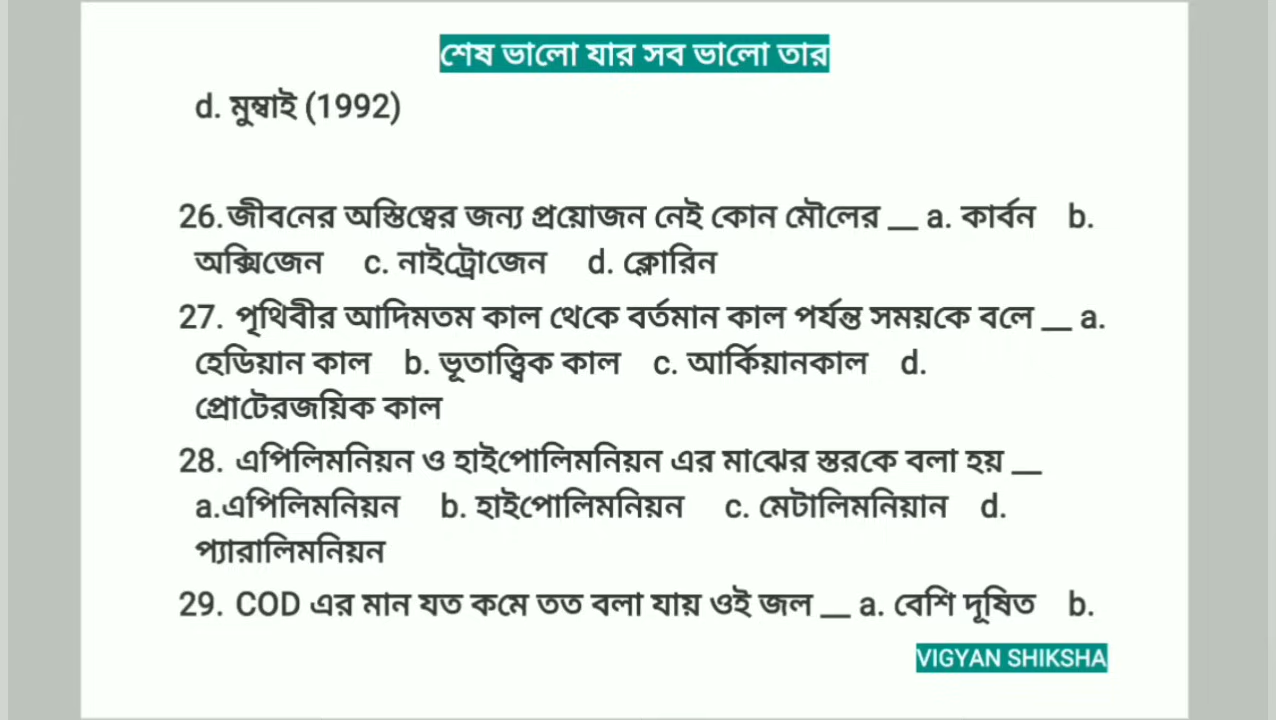 শেষ ভালো যার সব ভালো তার
d. মুম্বাই (1992)
26. জীবনের অস্তিত্বের জন্য প্রয়োজন নেই কোন মৌলের __ a. কার্বন b.
অক্সিজেন c. নাইট্রোজেন d. ক্লোরিন
27. পৃথিবীর আদিমতম কাল থেকে বর্তমান কাল পর্যন্ত সময়কে বলে __ a.
হেডিয়ান কাল b. ভূতাত্ত্বিক কাল c. আর্কিয়ানকাল d.
প্রোটেরজয়িক কাল
28. এপিলিমনিয়ন ও হাইপোলিমনিয়ন এর মাঝের স্তরকে বলা হয় __
a.এপিলিমনিয়ন b. হাইপোলিমনিয়ন c. মেটালিমনিয়ান d.
প্যারালিমনিয়ন
29. COD এর মান যত কমে তত বলা যায় ওই জল __ a. বেশি দূষিত b.
VIGYAN SHIKSHA